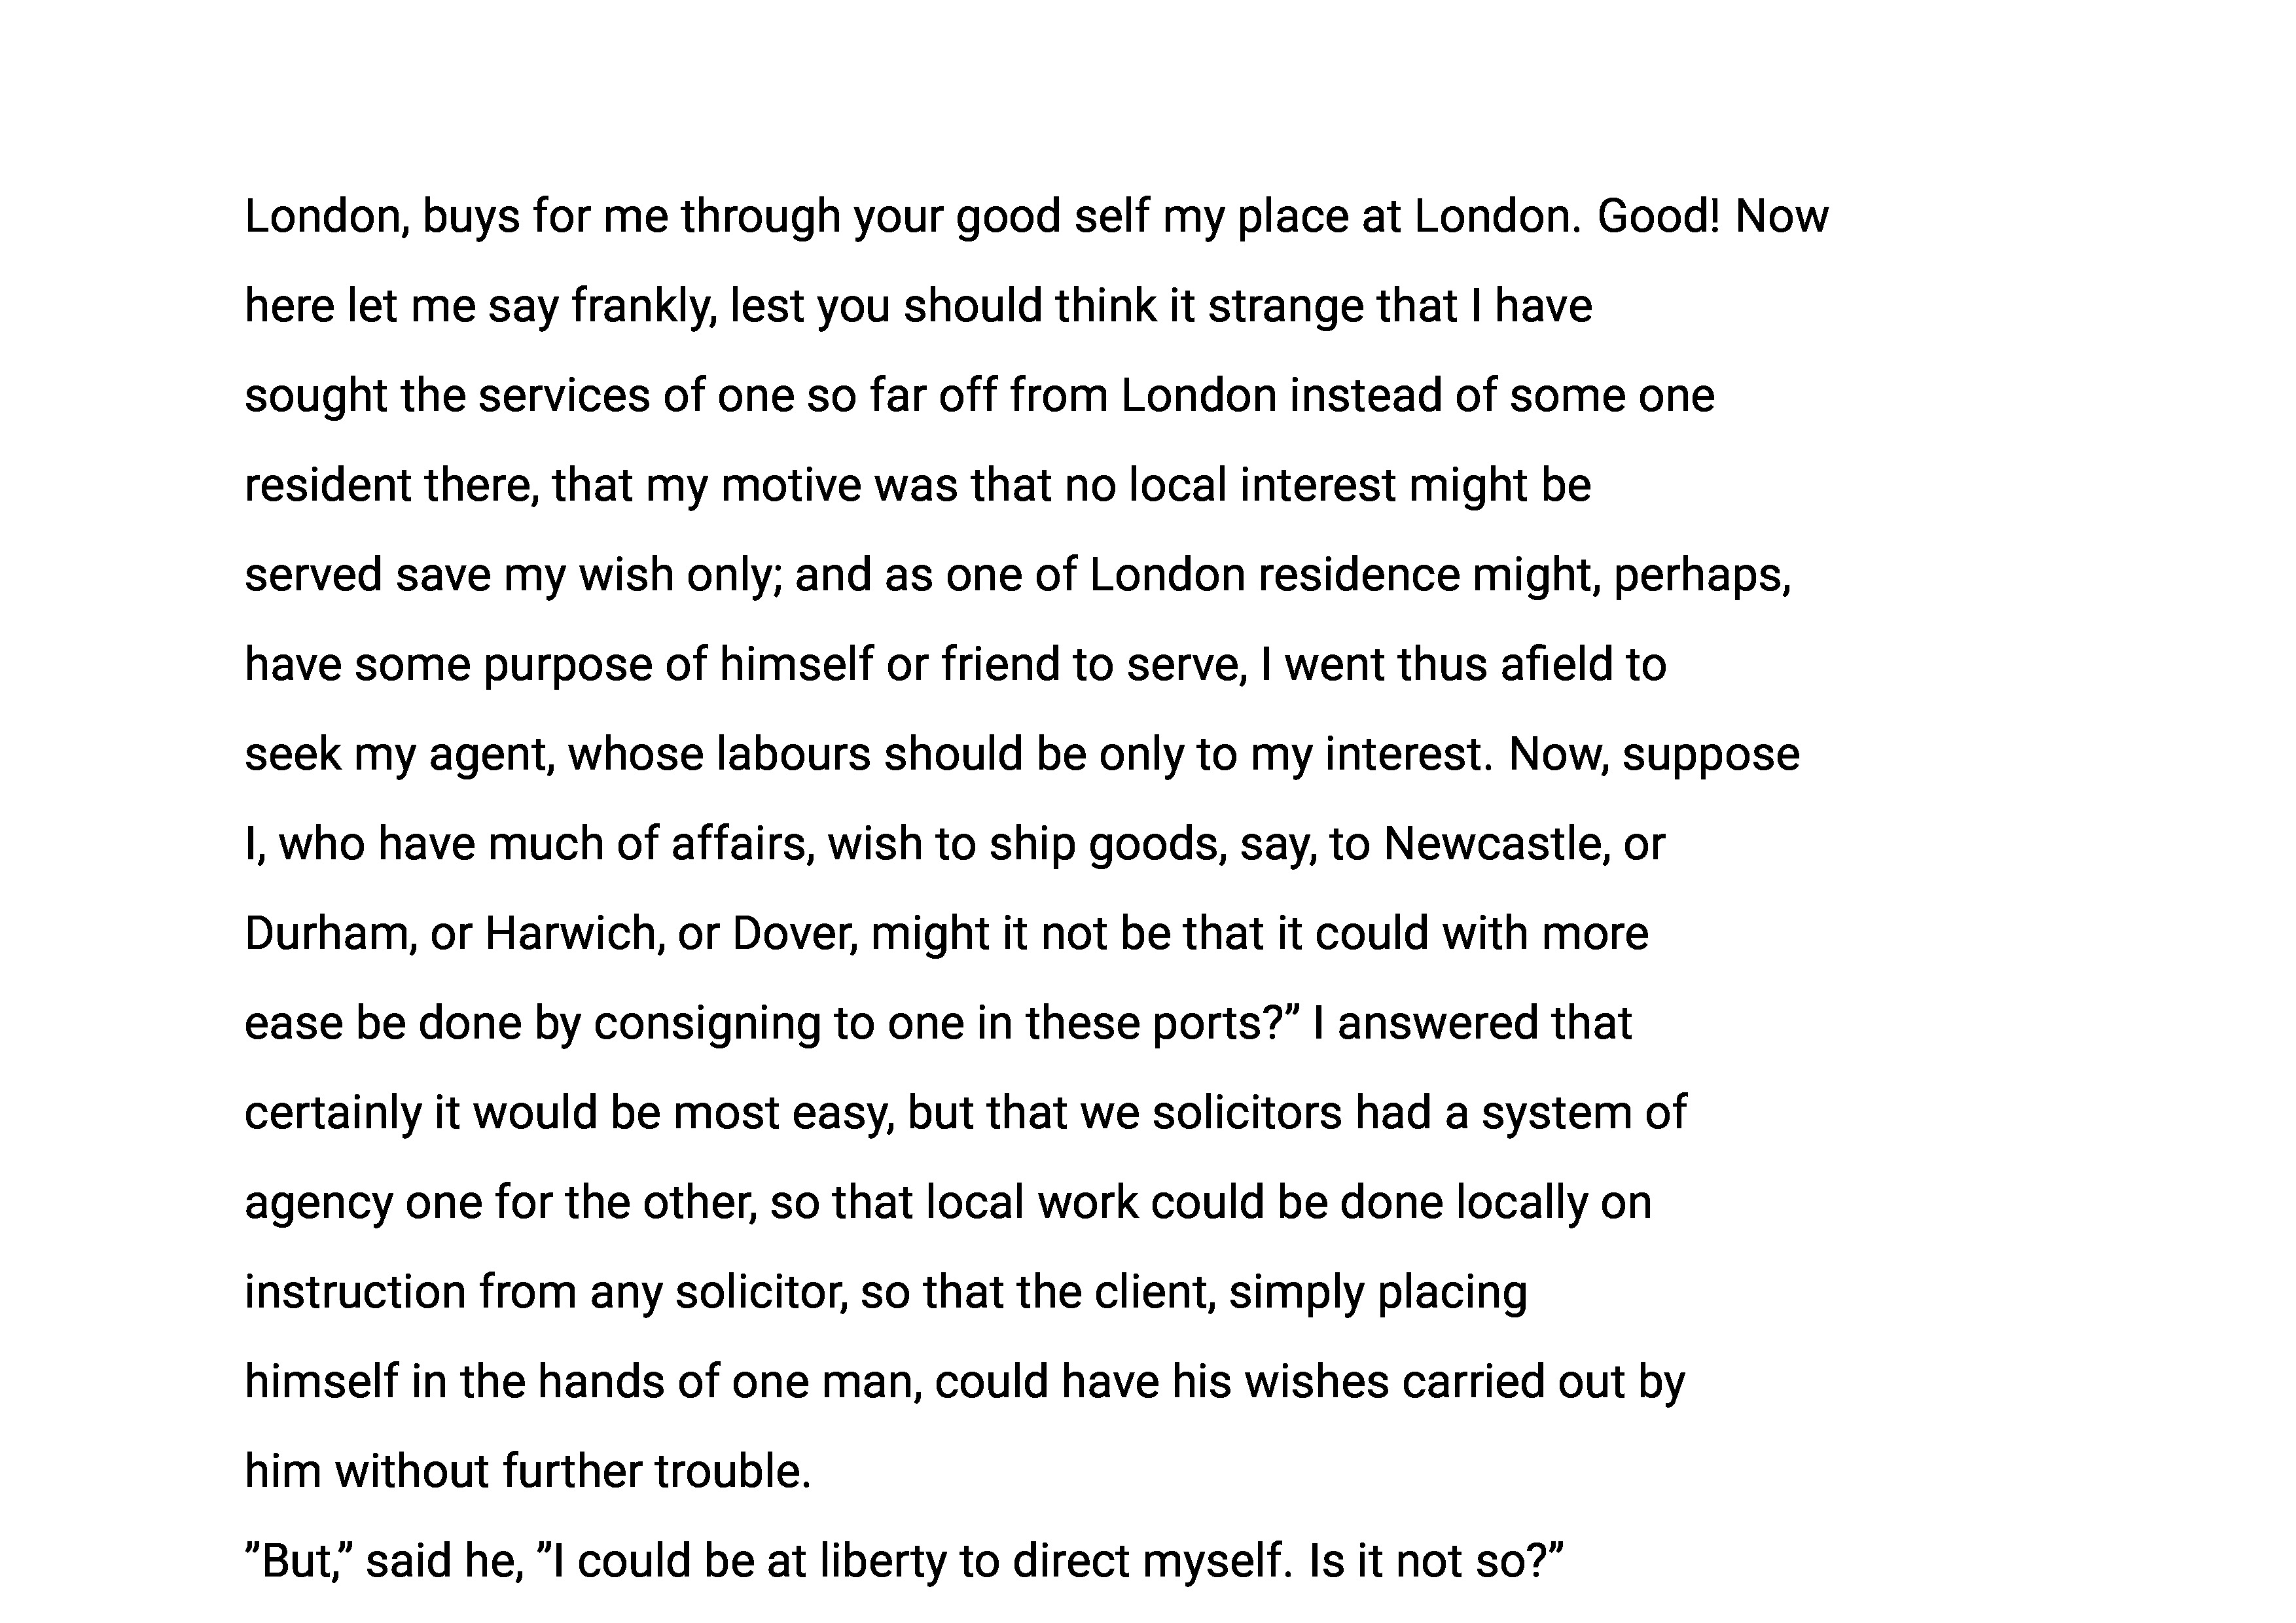 London, buys for me through your good self my place at London. Good! Now
here let me say frankly, lest you should think it strange that I have
sought the services of one so far off from London instead of some one
resident there, that my motive was that no local interest might be
served save my wish only; and as one of London residence might, perhaps,
have some purpose of himself or friend to serve, I went thus afield to
seek my agent, whose labours should be only to my interest. Now, suppose
I, who have much of affairs, wish to ship goods, say, to Newcastle, or
Durham, or Harwich, or Dover, might it not be that it could with more
ease be done by consigning to one in these ports?” I answered that
certainly it would be most easy, but that we solicitors had a system of
agency one for the other, so that local work could be done locally on
instruction from any solicitor, so that the client, simply placing
himself in the hands of one man, could have his wishes carried out by
him without further trouble.
”But,” said he, ”I could be at liberty to direct myself. Is it not so?”